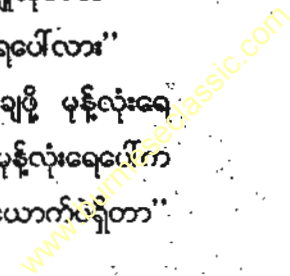 ရေပေါ်လား”
ချဖို့ မုန့်လုံးရေ
မုန့်လုံးရေပေါ်က
ယောက်ပဲရှိတာ”
www.burmeseclassic.com